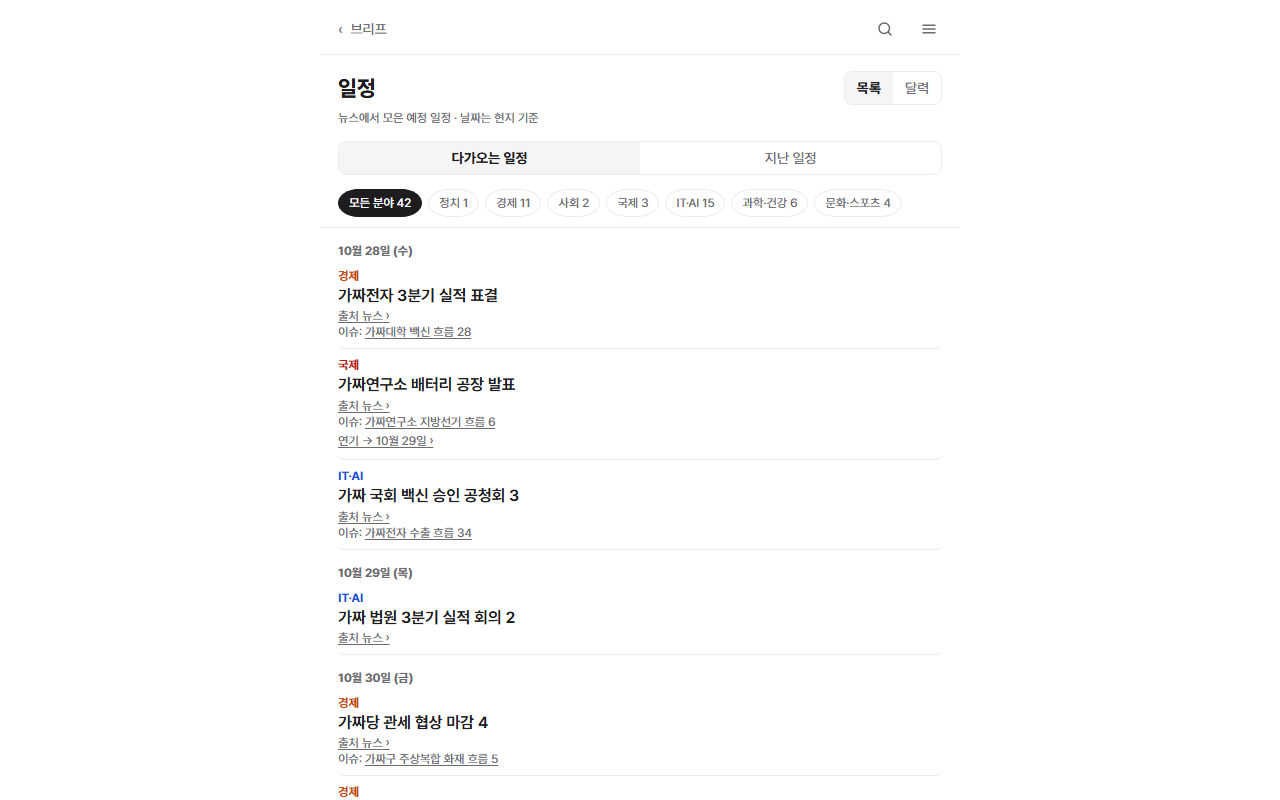 ‹ 브리프
일정
목록 달력
뉴스에서 모은 예정 일정 · 날짜는 현지 기준
다가오는 일정 지난 일정
모든 분야 42 정치 1 경제 11 사회 2 국제 3 IT·AI 15 과학·건강 6 문화·스포츠 4
10월 28일 (수)
경제
가짜전자 3분기 실적 표결
출처 뉴스 ›
이슈: 가짜대학 백신 흐름 28
국제
가짜연구소 배터리 공장 발표
출처 뉴스 ›
이슈: 가짜연구소 지방선거 흐름 6
연기 → 10월 29일 ›
IT·AI
가짜 국회 백신 승인 공청회 3
출처 뉴스 ›
이슈: 가짜전자 수출 흐름 34
10월 29일 (목)
IT·AI
가짜 법원 3분기 실적 회의 2
출처 뉴스 ›
10월 30일 (금)
경제
가짜당 관세 협상 마감 4
출처 뉴스 ›
이슈: 가짜구 주상복합 화재 흐름 5
경제